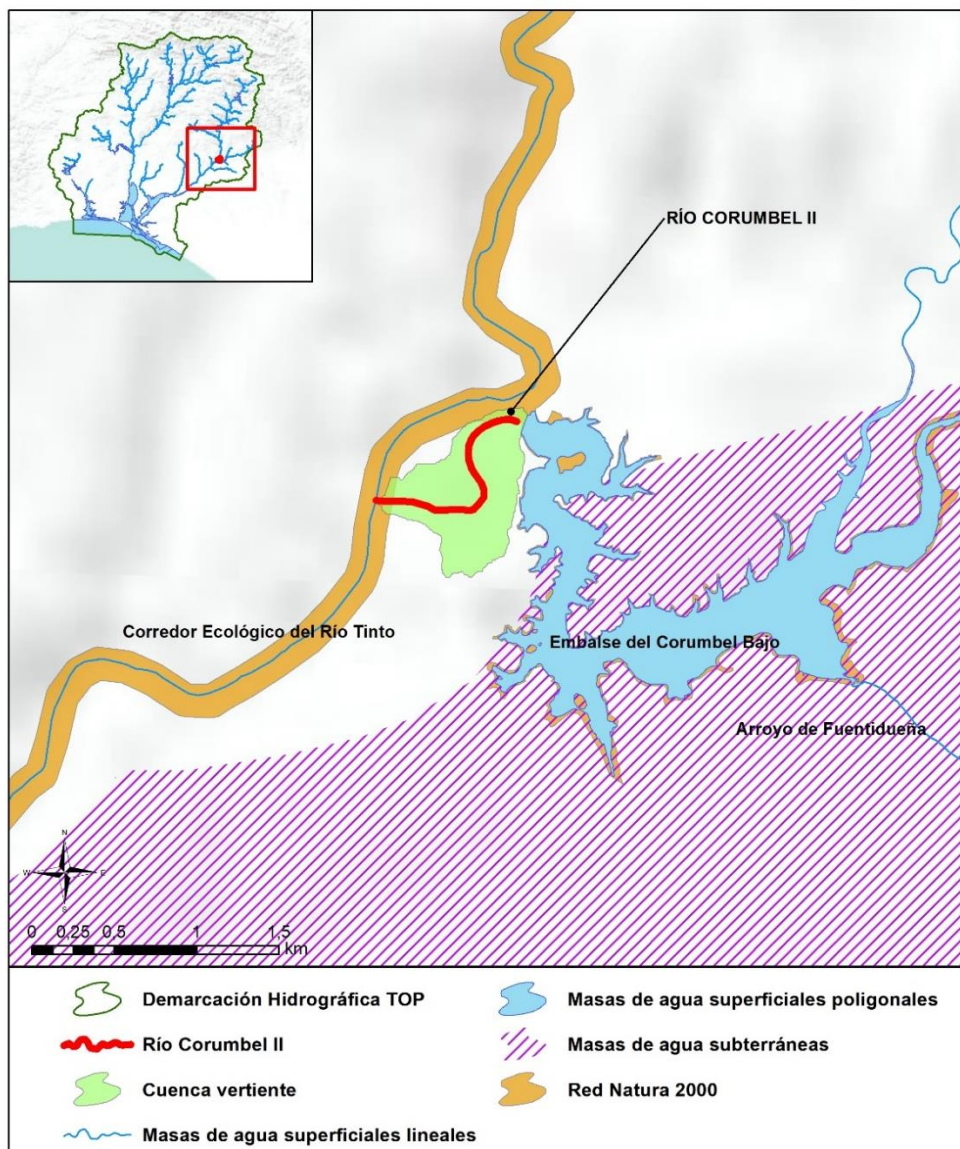 RÍO CORUMBEL II
Corredor Ecológico del Río Tinto
Embalse del Corumbel Bajo
Arroyo de Fuentidueña
N
W E
S
0 0,25 0,5 1 1,5
km
Demarcación Hidrográfica TOP
Río Corumbel II
Cuenca vertiente
Masas de agua superficiales lineales
Masas de agua superficiales poligonales
Masas de agua subterráneas
Red Natura 2000